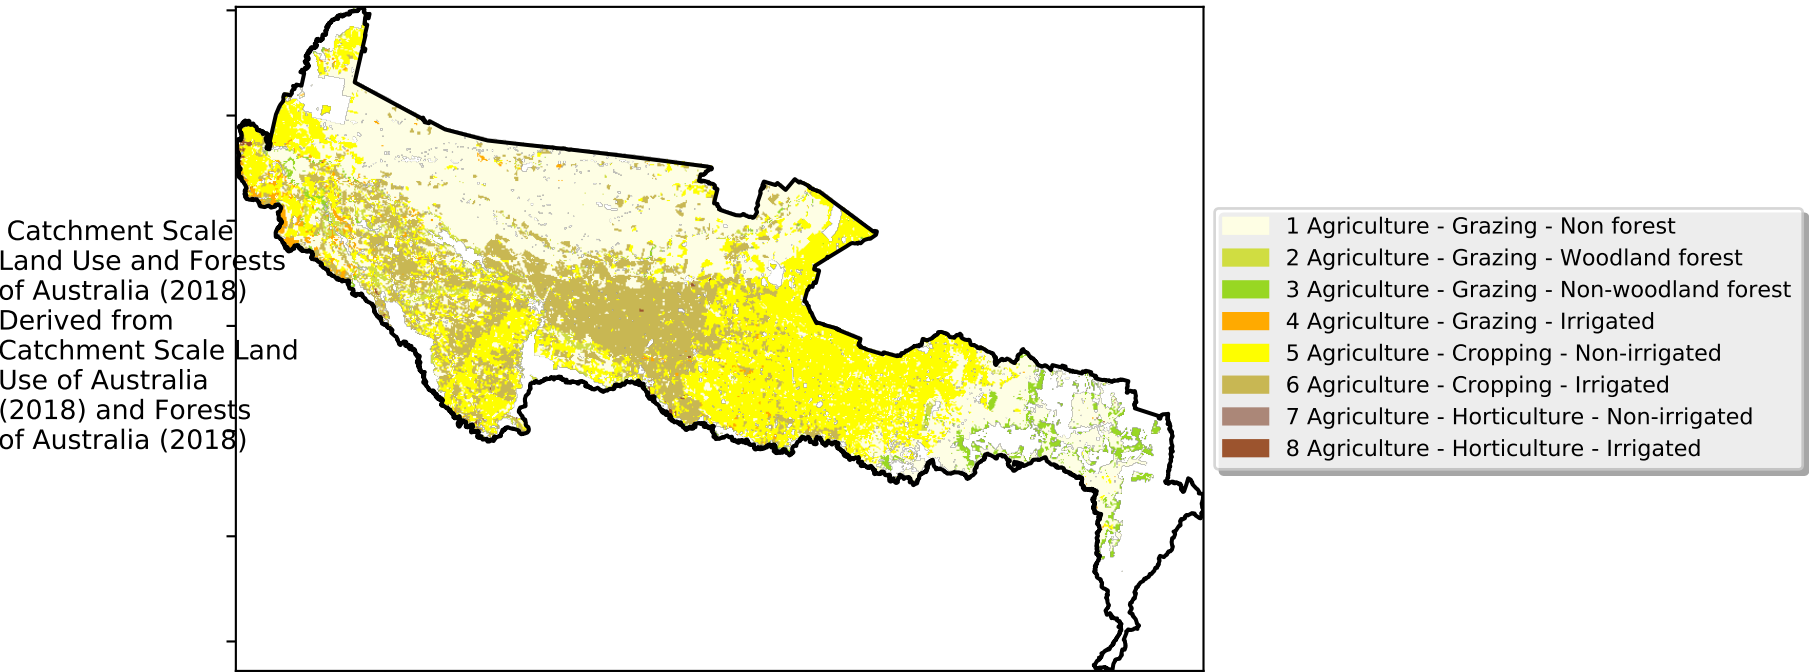 Catchment Scale
Land Use and Forests
of Australia (2018)
Derived from
Catchment Scale Land
Use of Australia
(2018) and Forests
of Australia (2018)
1 Agriculture - Grazing - Non forest
2 Agriculture - Grazing - Woodland forest
3 Agriculture - Grazing - Non-woodland forest
4 Agriculture - Grazing - Irrigated
5 Agriculture - Cropping - Non-irrigated
6 Agriculture - Cropping - Irrigated
7 Agriculture - Horticulture - Non-irrigated
8 Agriculture - Horticulture - Irrigated